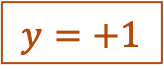 y = +1